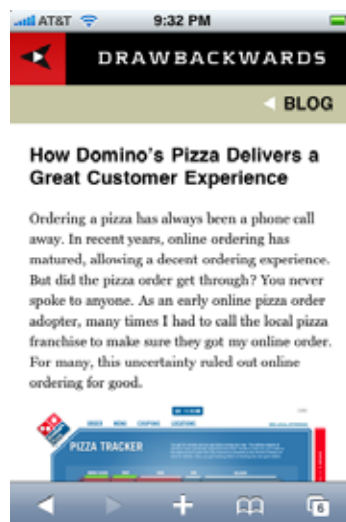 AT&T 9:32 PM
DRAWBACKWARDS
BLOG
How Domino's Pizza Delivers a
Great Customer Experience
Ordering a pizza has always been a phone call
away. In recent years, online ordering has
matured, allowing a decent ordering experience.
But did the pizza order get through? You never
spoke to anyone. As an early online pizza order
adopter, many times I had to call the local pizza
franchise to make sure they got my online order.
For many, this uncertainty ruled out online
ordering for good.
ORDER MENU COUPONS LOCATIONS
PIZZA TRACKER
6